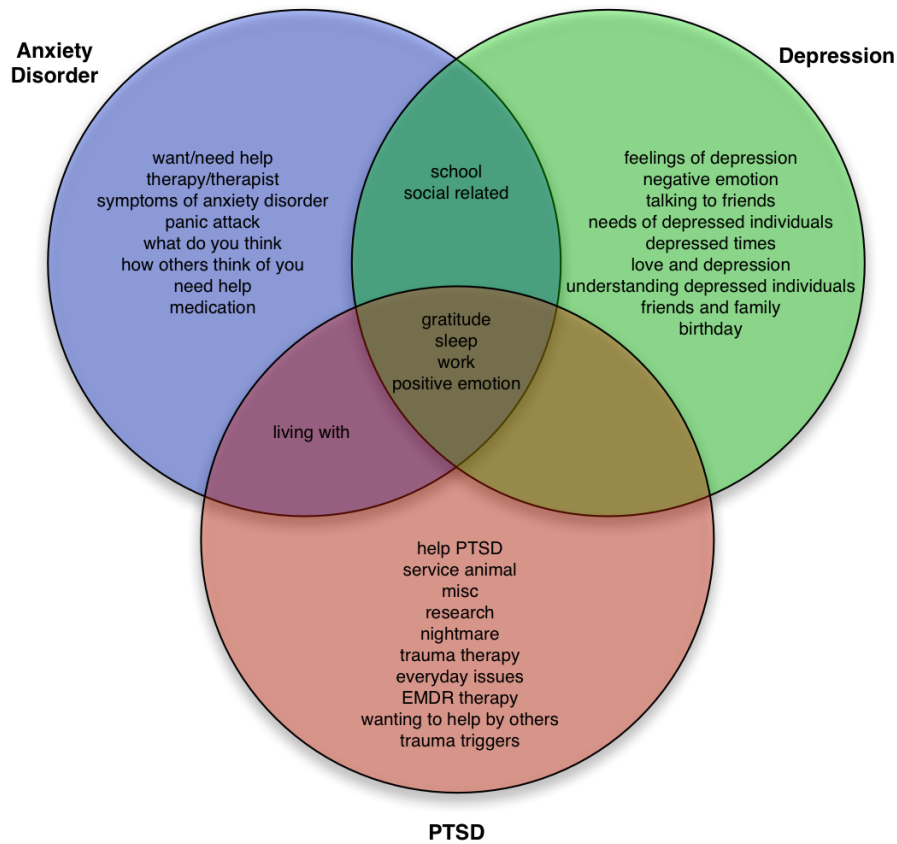 Anxiety
Disorder
Depression
want/need help
therapy/therapist
symptoms of anxiety disorder
panic attack
what do you think
how others think of you
need help
medication
school
social related
feelings of depression
negative emotion
talking to friends
needs of depressed individuals
depressed times
love and depression
understanding depressed individuals
friends and family
birthday
gratitude
sleep
work
positive emotion
living with
help PTSD
service animal
misc
research
nightmare
trauma therapy
everyday issues
EMDR therapy
wanting to help by others
trauma triggers
PTSD